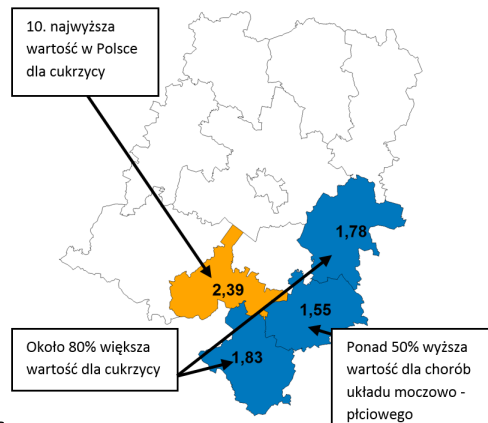 10. najwyższa
wartość w Polsce
dla cukrzycy
1,78
2,39
1,55
1,83
Około 80% większa
wartość dla cukrzycy
Ponad 50% wyższa
wartość dla chorób
układu moczowo -
płciowego